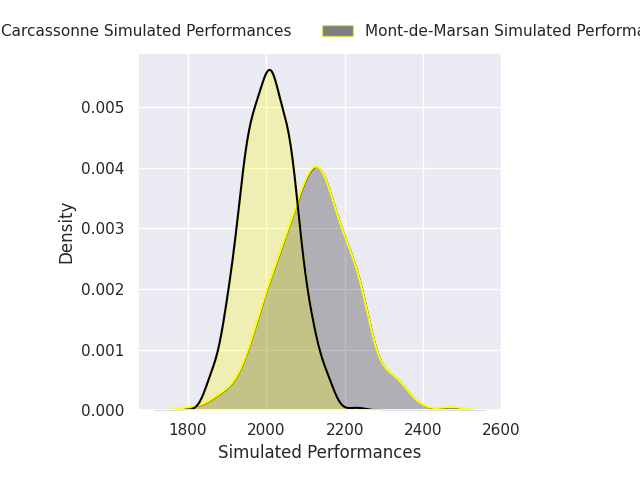 Carcassonne Simulated Performances Mont-de-Marsan Simulated
0.005
0.004
0.003
0.002
0.001
0.000
Density
1800 2000 2200 2400 2600
Simulated Performances